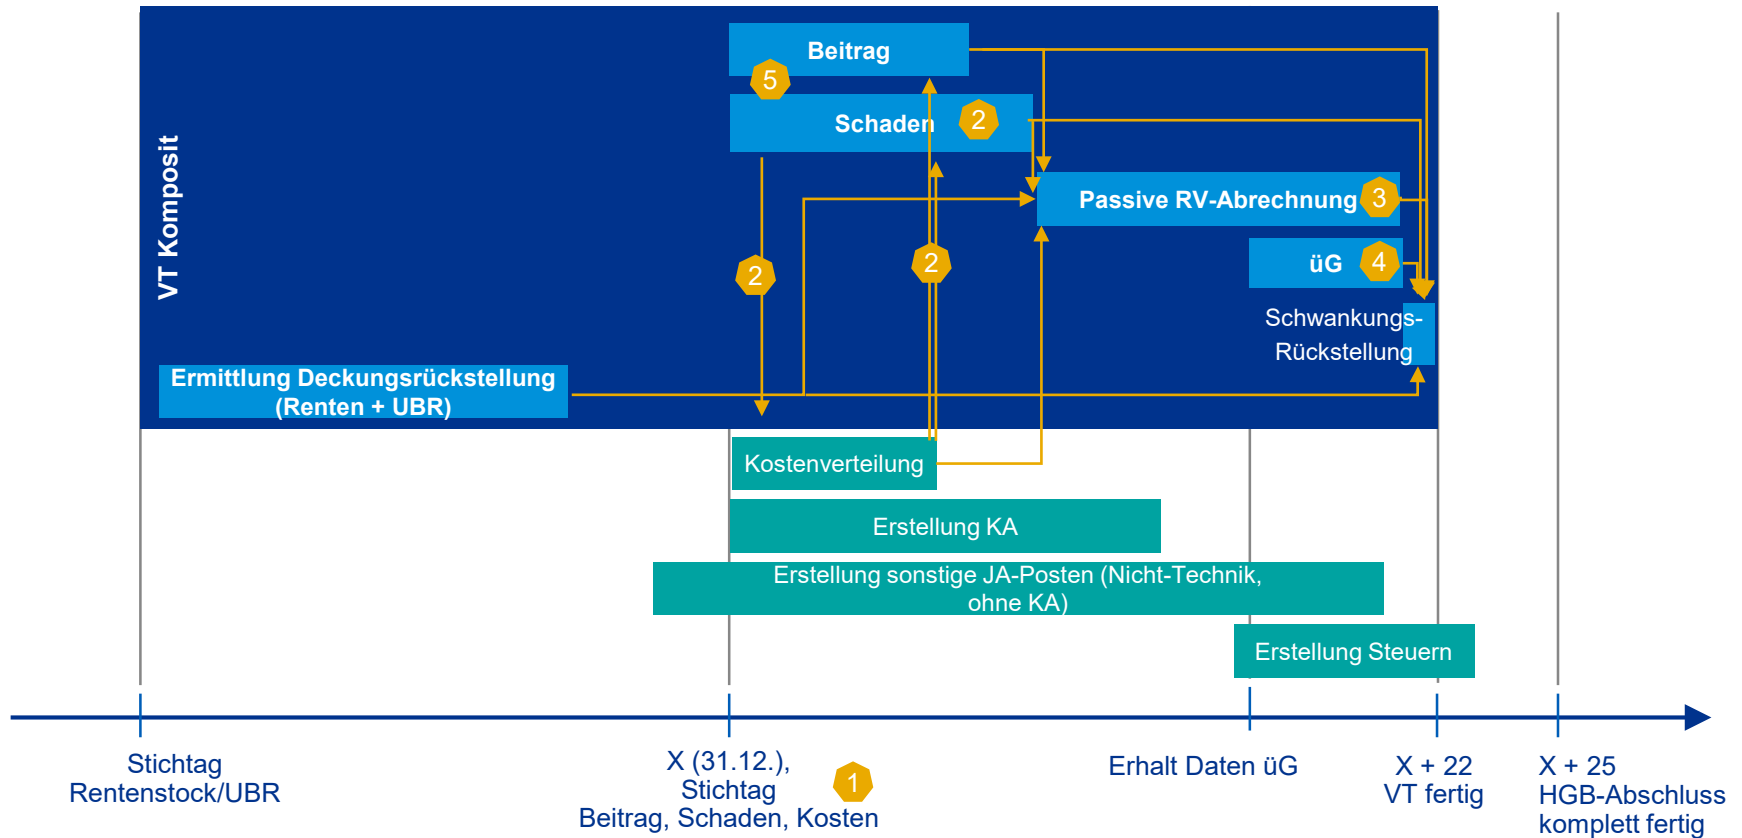 VT Komposit
Beitrag
5
Schaden
2
Passive RV-Abrechnung
3
2
2
üG
4
Schwankungs-
Rückstellung
Ermittlung Deckungsrückstellung
(Renten + UBR)
Kostenverteilung
Erstellung KA
Erstellung sonstige JA-Posten (Nicht-Technik,
ohne KA)
Erstellung Steuern
Stichtag
Rentenstock/UBR
X (31.12.),
Stichtag
Beitrag, Schaden, Kosten
1
Erhalt Daten üG
X + 22
VT fertig
X + 25
HGB-Abschluss
komplett fertig